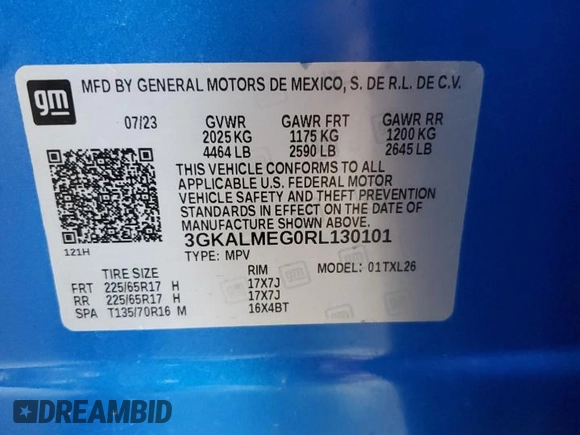 gm
MFD BY GENERAL MOTORS DE MEXICO, S. DE R.L. DE C.V.
07/23 GVWR GAWR FRT GAWR RR
2025 KG 1175 KG 1200 KG
4464 LB 2590 LB 2645 LB
THIS VEHICLE CONFORMS TO ALL
APPLICABLE U.S. FEDERAL MOTOR
VEHICLE SAFETY AND THEFT PREVENTION
STANDARDS IN EFFECT ON THE DATE OF
MANUFACTURE SHOWN ABOVE.
121H 3GKALMEG0RL130101
TYPE: MPV MODEL: 01TXL26
TIRE SIZE RIM
FRT 225/65R17 H 17X7J
RR 225/65R17 H 17X7J
SPA T135/70R16 M 16X4BT
DREAMBID